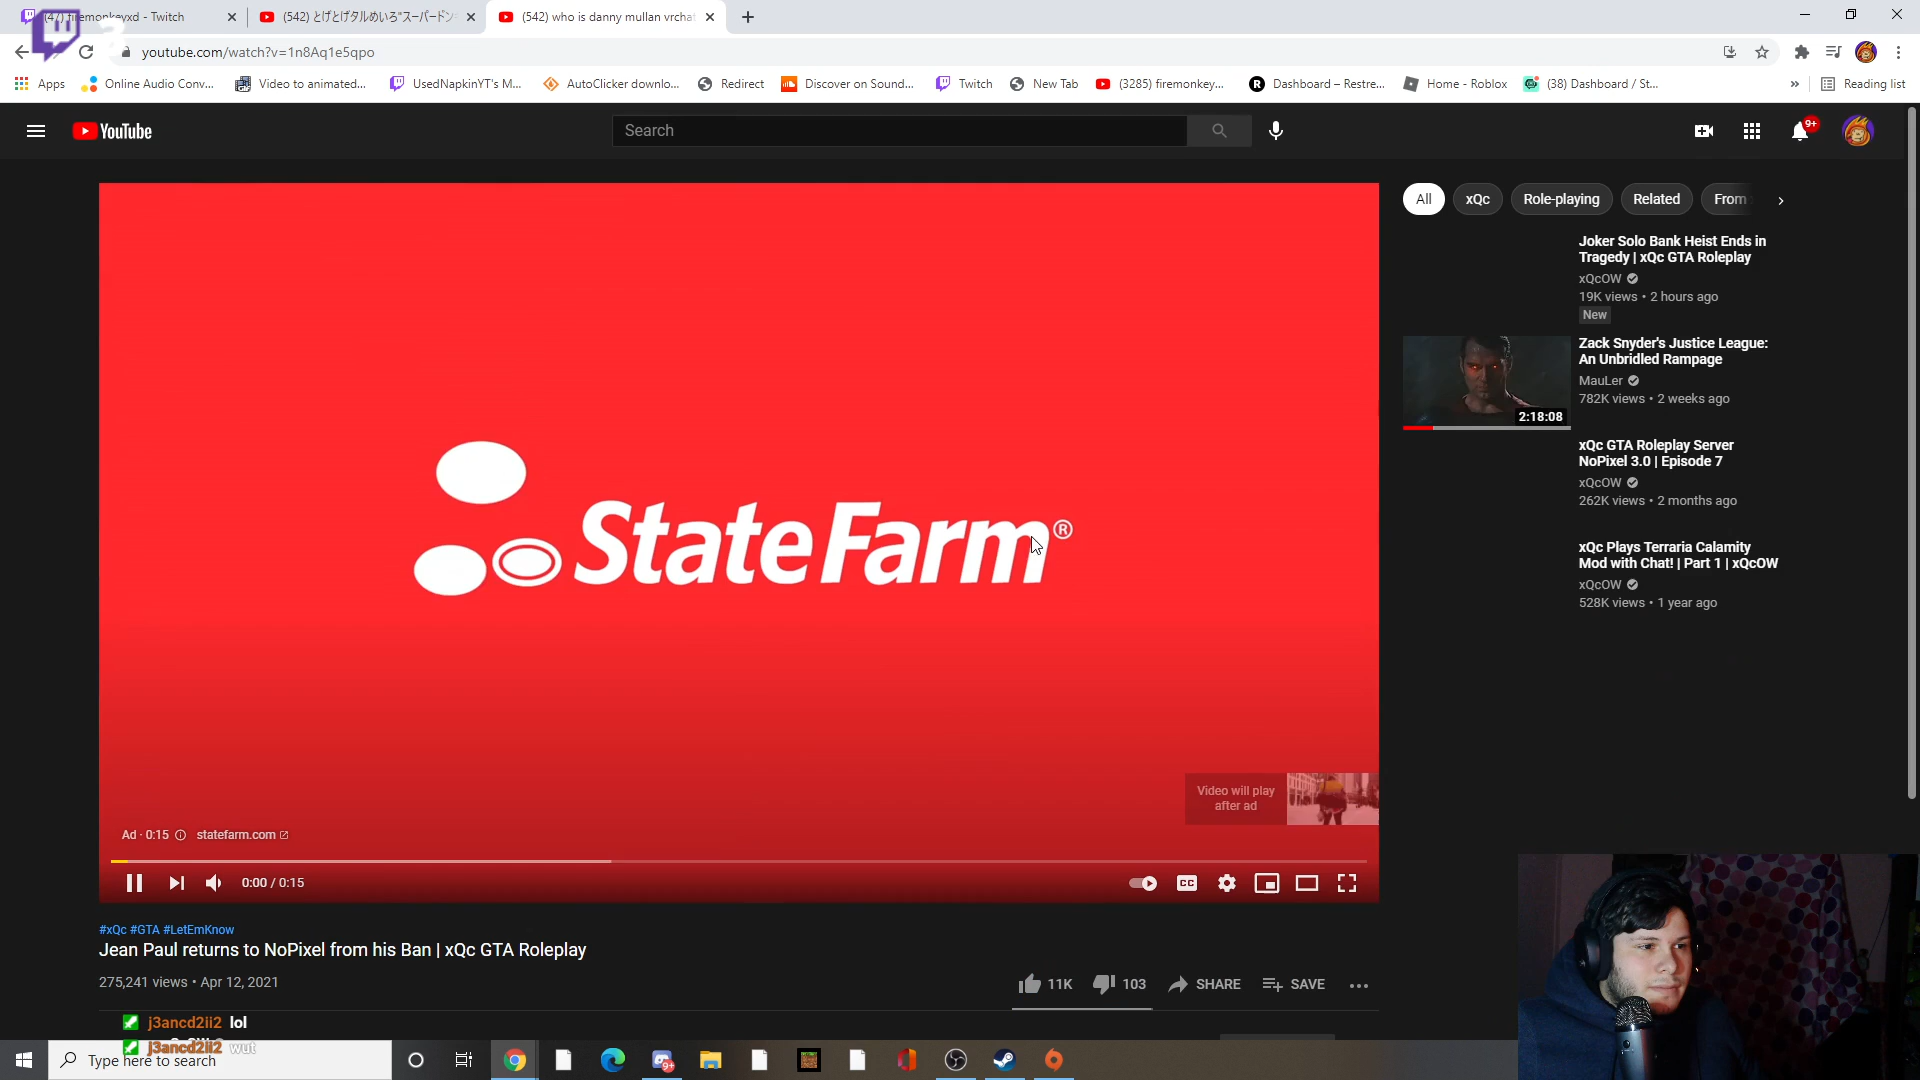 (47) firemonkeyxd - Twitch
(542) とげとげタルめいろ"スーパードンキ
(542) who is danny mullan vrchat
youtube.com/watch?v=1n8Aq1e5qpo
Apps
Online Audio Conv...
Video to animated...
UsedNapkinYT's M...
AutoClicker downlo...
Redirect
Discover on Sound...
Twitch
New Tab
(3285) firemonkey...
Dashboard – Restre...
Home - Roblox
(38) Dashboard / St...
»
Reading list
YouTube
Search
9+
All
xQc
Role-playing
Related
From
Joker Solo Bank Heist Ends in
Tragedy | xQc GTA Roleplay
xQcOW
19K views • 2 hours ago
New
Zack Snyder's Justice League:
An Unbridled Rampage
MauLer
782K views • 2 weeks ago
2:18:08
xQc GTA Roleplay Server
NoPixel 3.0 | Episode 7
xQcOW
262K views • 2 months ago
xQc Plays Terraria Calamity
Mod with Chat! | Part 1 | xQcOW
xQcOW
528K views • 1 year ago
StateFarm®
Video will play
after ad
Ad · 0:15
statefarm.com
0:00 / 0:15
CC
#xQc #GTA #LetEmKnow
Jean Paul returns to NoPixel from his Ban | xQc GTA Roleplay
275,241 views • Apr 12, 2021
11K
103
SHARE
SAVE
j3ancd2ii2 lol
j3ancd2ii2 wut
Type here to search
9+